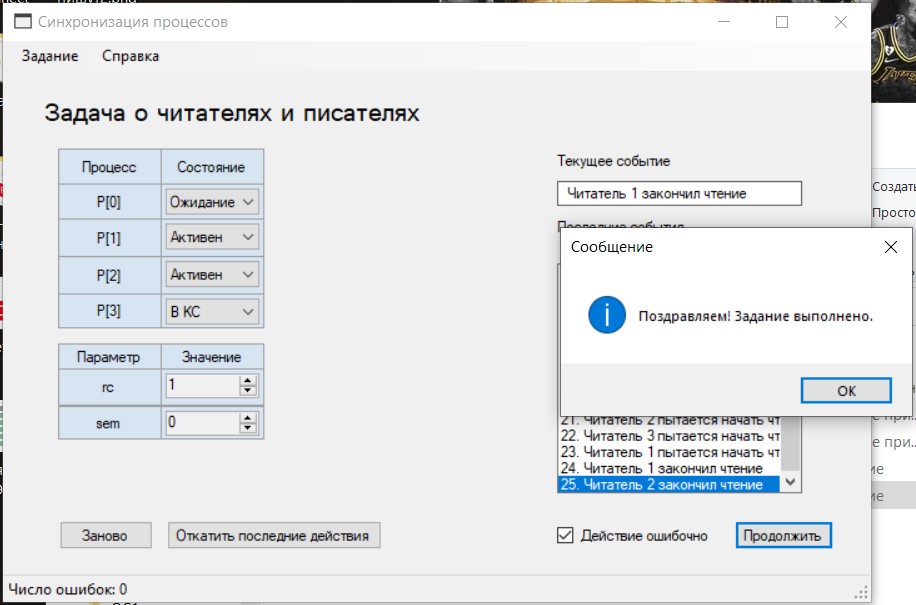 Синхронизация процессов
Задание Справка
Задача о читателях и писателях
Процесс Состояние
P[0] Ожидание
P[1] Активен
P[2] Активен
P[3] В КС
Параметр Значение
rc 1
sem 0
Текущее событие
Читатель 1 закончил чтение
Последние события
Сообщение
Поздравляем! Задание выполнено.
OK
21. Читатель 2 пытается начать чт
22. Читатель 3 пытается начать чт
23. Читатель 1 пытается начать чт
24. Читатель 1 закончил чтение
25. Читатель 2 закончил чтение
Заново Откатить последние действия
Действие ошибочно Продолжить
Число ошибок: 0
Создать
Просто